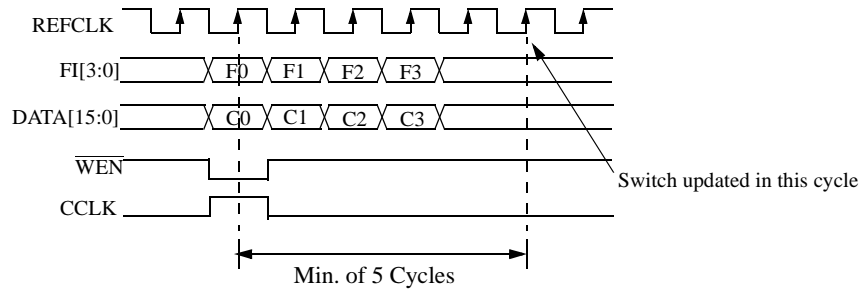 REFCLK
FI[3:0] F0 F1 F2 F3
DATA[15:0] C0 C1 C2 C3
WEN
CCLK
Switch updated in this cycle
Min. of 5 Cycles